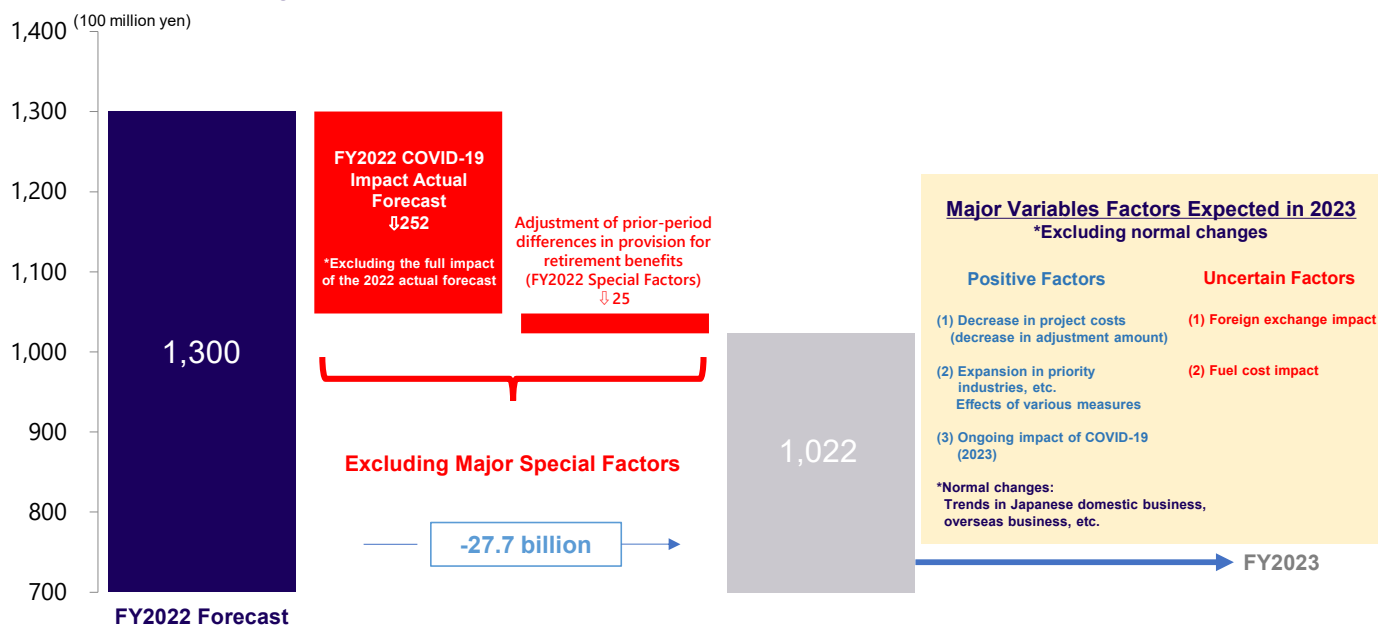 (100 million yen)
1,400
1,300
1,200
1,100
1,000
900
800
700
1,300
FY2022 Forecast
FY2022 COVID-19
Impact Actual
Forecast
⇩252
*Excluding the full impact
of the 2022 actual forecast
Adjustment of prior-period
differences in provision for
retirement benefits
(FY2022 Special Factors)
⇩25
Excluding Major Special Factors
-27.7 billion
1,022
Major Variables Factors Expected in 2023
*Excluding normal changes
Positive Factors
(1) Decrease in project costs
(decrease in adjustment amount)
(2) Expansion in priority
industries, etc.
Effects of various measures
(3) Ongoing impact of COVID-19
(2023)
Uncertain Factors
(1) Foreign exchange impact
(2) Fuel cost impact
*Normal changes:
Trends in Japanese domestic business,
overseas business, etc.
FY2023